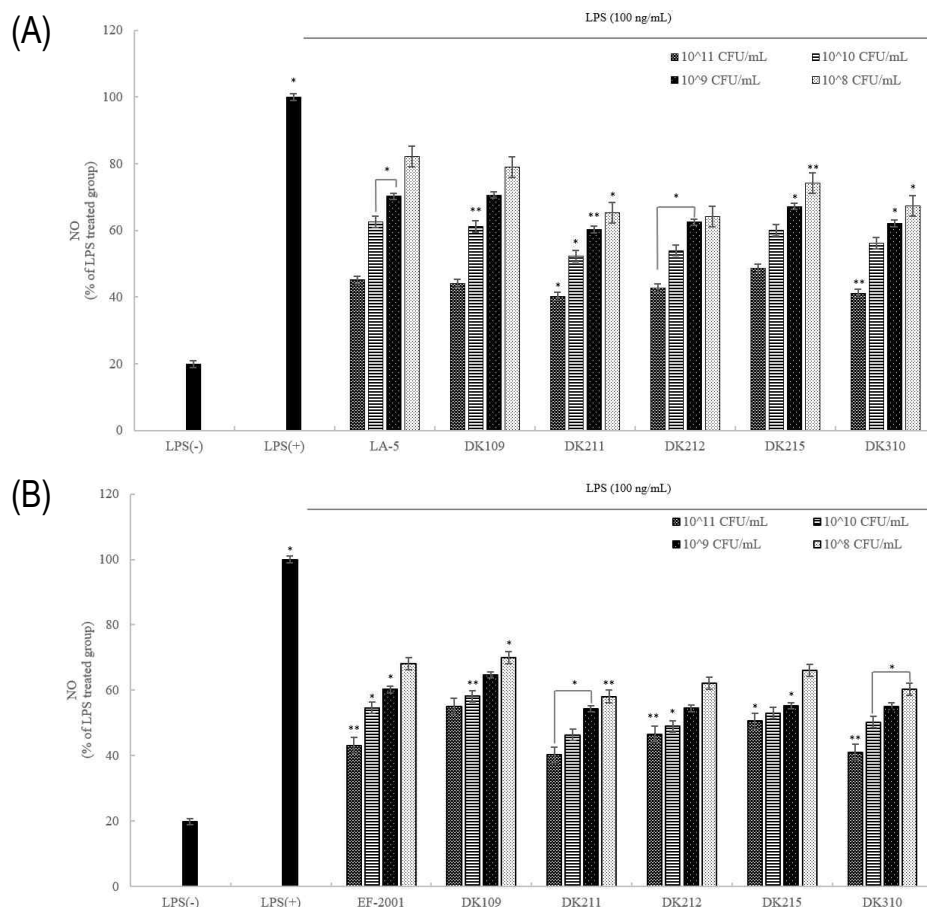 (A)
LPS (100 ng/mL)
120
100
80
60
40
20
0
NO
(% of LPS treated group)
10^11 CFU/mL
10^10 CFU/mL
10^9 CFU/mL
10^8 CFU/mL
*
*
**
*
**
*
*
*
*
**
**
*
*
LPS(-)
LPS(+)
LA-5
DK109
DK211
DK212
DK215
DK310
(B)
LPS (100 ng/mL)
120
100
80
60
40
20
0
NO
(% of LPS treated group)
10^11 CFU/mL
10^10 CFU/mL
10^9 CFU/mL
10^8 CFU/mL
*
**
*
*
**
*
*
**
**
*
*
*
**
*
LPS(-)
LPS(+)
EF-2001
DK109
DK211
DK212
DK215
DK310